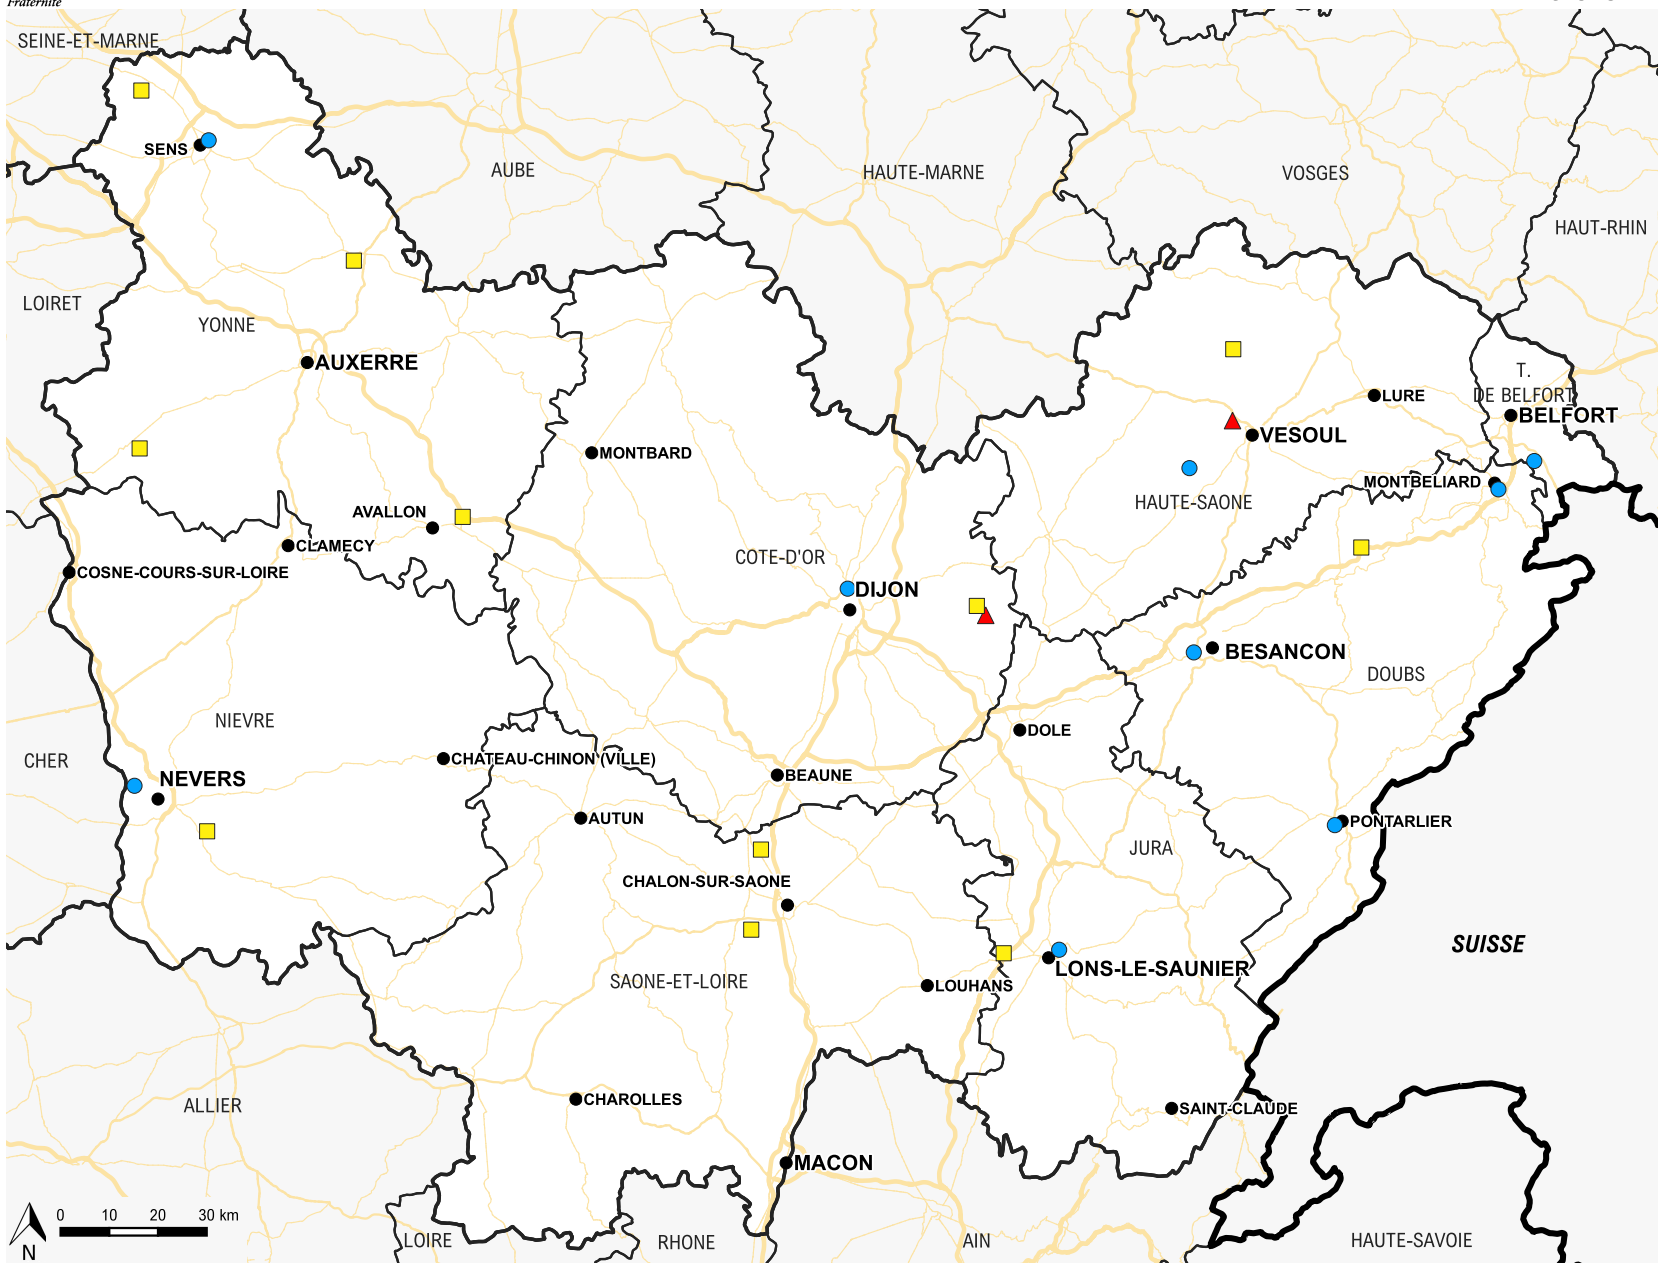 Fraternité
SEINE-ET-MARNE
SENS
AUBE
HAUTE-MARNE
VOSGES
HAUT-RHIN
LOIRET
YONNE
AUXERRE
T.
DE BELFORT
BELFORT
LURE
VESOUL
MONTBARD
MONTBELIARD
HAUTE-SAONE
AVALLON
CLAMECY
COSNE-COURS-SUR-LOIRE
COTE-D'OR
DIJON
BESANCON
DOUBS
NIEVRE
DOLE
CHER
CHATEAU-CHINON (VILLE)
NEVERS
BEAUNE
AUTUN
PONTARLIER
JURA
CHALON-SUR-SAONE
SUISSE
LONS-LE-SAUNIER
SAONE-ET-LOIRE
LOUHANS
CHAROLLES
ALLIER
SAINT-CLAUDE
MACON
0 10 20 30 km
N
LOIRE
RHONE
AIN
HAUTE-SAVOIE